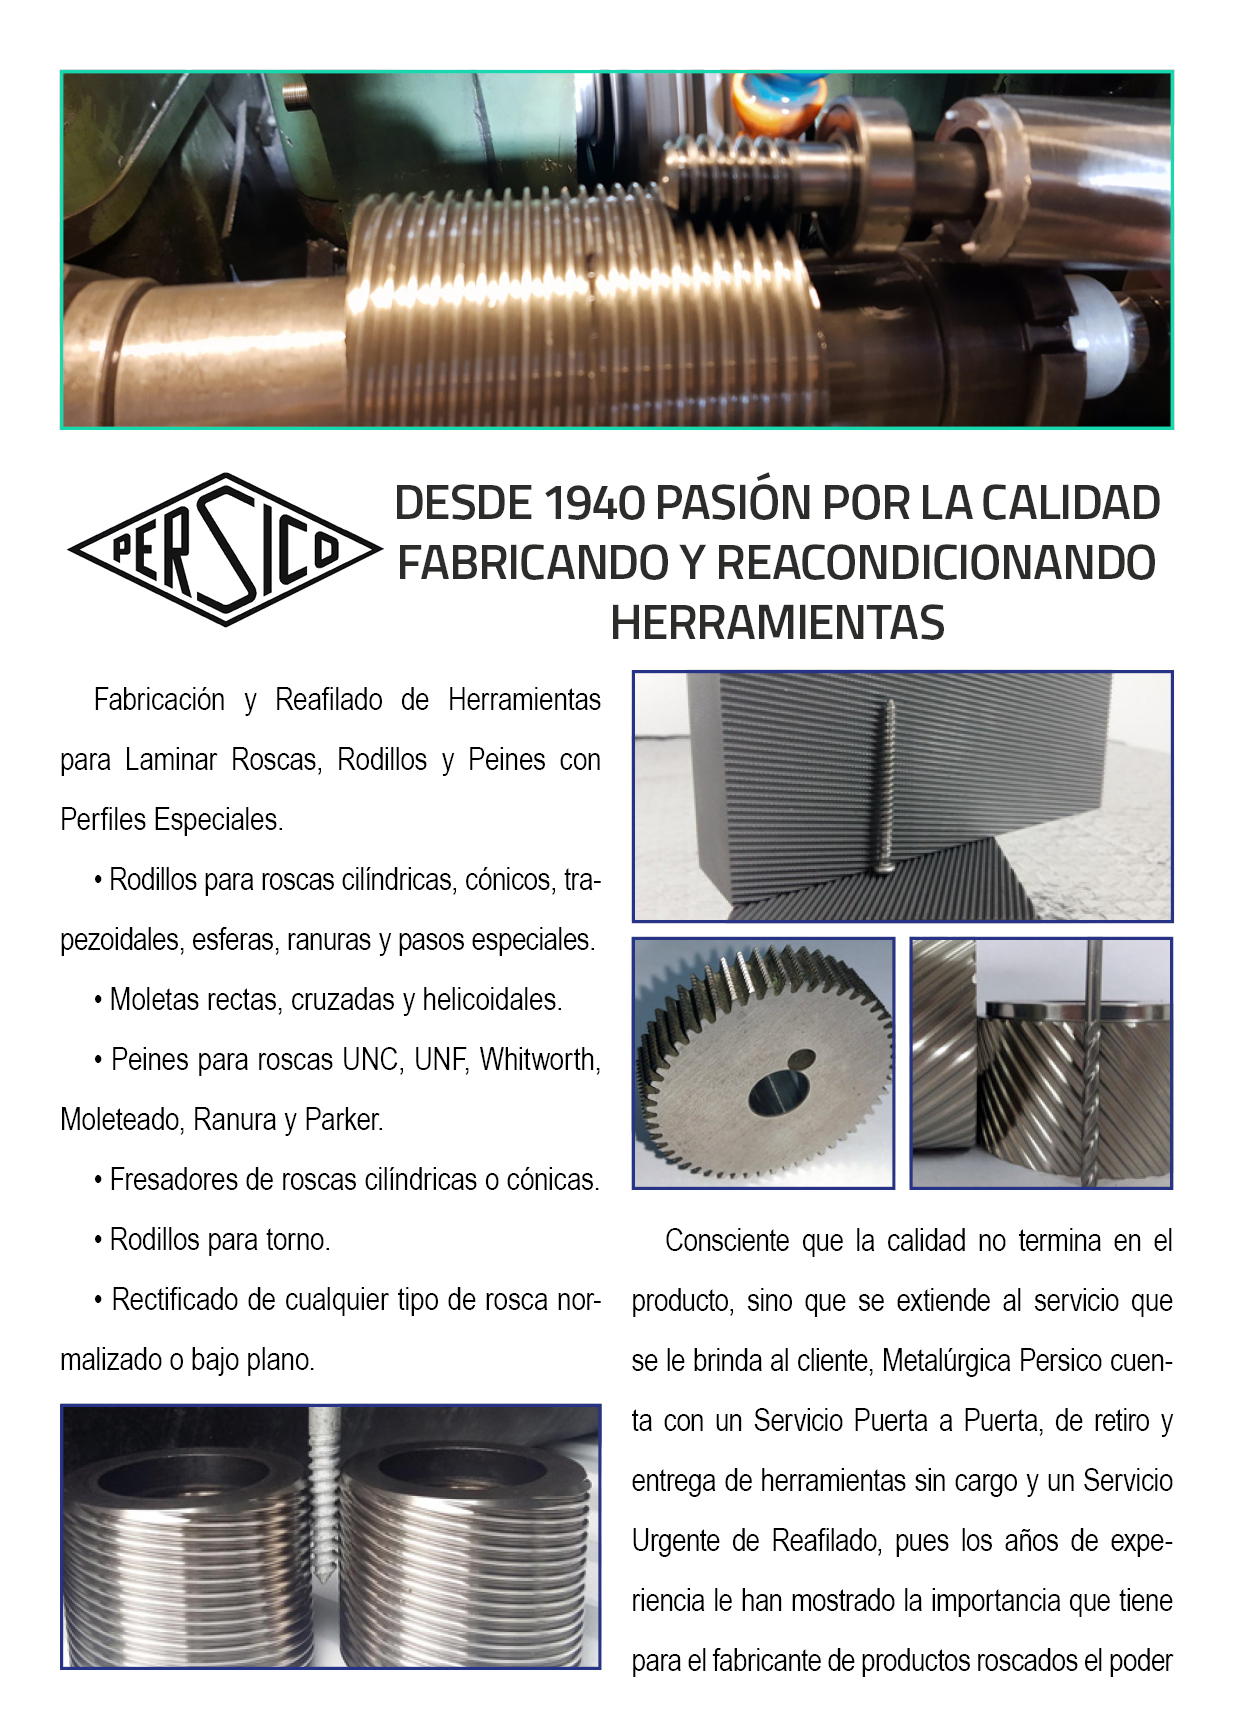 PERSICO
DESDE 1940 PASIÓN POR LA CALIDAD
FABRICANDO Y REACONDICIONANDO
HERRAMIENTAS
Fabricación y Reafilado de Herramientas
para Laminar Roscas, Rodillos y Peines con
Perfiles Especiales.
• Rodillos para roscas cilíndricas, cónicos, tra-
pezoidales, esferas, ranuras y pasos especiales.
• Moletas rectas, cruzadas y helicoidales.
• Peines para roscas UNC, UNF, Whitworth,
Moleteado, Ranura y Parker.
• Fresadores de roscas cilíndricas o cónicas.
• Rodillos para torno.
• Rectificado de cualquier tipo de rosca nor-
malizado o bajo plano.
Consciente que la calidad no termina en el
producto, sino que se extiende al servicio que
se le brinda al cliente, Metalúrgica Persico cuen-
ta con un Servicio Puerta a Puerta, de retiro y
entrega de herramientas sin cargo y un Servicio
Urgente de Reafilado, pues los años de expe-
riencia le han mostrado la importancia que tiene
para el fabricante de productos roscados el poder